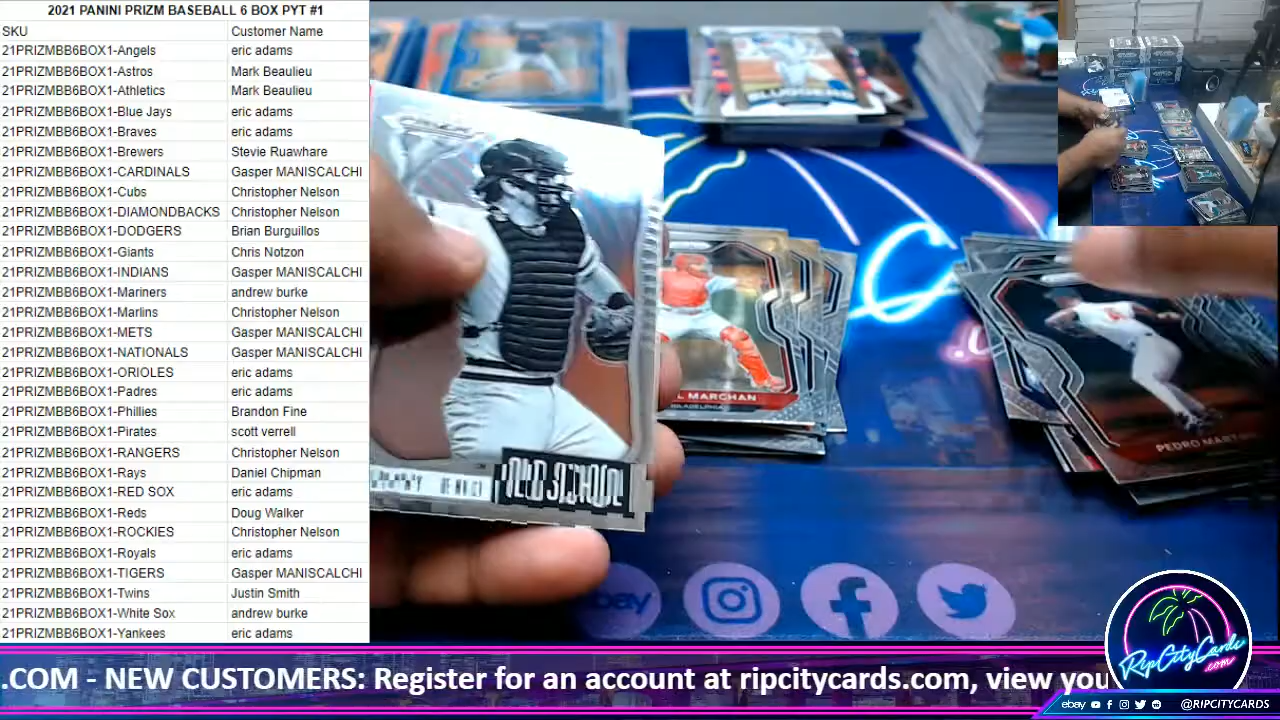 2021 PANINI PRIZM BASEBALL 6 BOX PYT #1
SKU Customer Name
21PRIZMBB6BOX1-Angels eric adams
21PRIZMBB6BOX1-Astros Mark Beaulieu
21PRIZMBB6BOX1-Athletics Mark Beaulieu
21PRIZMBB6BOX1-Blue Jays eric adams
21PRIZMBB6BOX1-Braves eric adams
21PRIZMBB6BOX1-Brewers Stevie Ruawhare
21PRIZMBB6BOX1-CARDINALS Gasper MANISCALCHI
21PRIZMBB6BOX1-Cubs Christopher Nelson
21PRIZMBB6BOX1-DIAMONDBACKS Christopher Nelson
21PRIZMBB6BOX1-DODGERS Brian Burguillos
21PRIZMBB6BOX1-Giants Chris Notzon
21PRIZMBB6BOX1-INDIANS Gasper MANISCALCHI
21PRIZMBB6BOX1-Mariners andrew burke
21PRIZMBB6BOX1-Marlins Christopher Nelson
21PRIZMBB6BOX1-METS Gasper MANISCALCHI
21PRIZMBB6BOX1-NATIONALS Gasper MANISCALCHI
21PRIZMBB6BOX1-ORIOLES eric adams
21PRIZMBB6BOX1-Padres eric adams
21PRIZMBB6BOX1-Phillies Brandon Fine
21PRIZMBB6BOX1-Pirates scott verrell
21PRIZMBB6BOX1-RANGERS Christopher Nelson
21PRIZMBB6BOX1-Rays Daniel Chipman
21PRIZMBB6BOX1-RED SOX eric adams
21PRIZMBB6BOX1-Reds Doug Walker
21PRIZMBB6BOX1-ROCKIES Christopher Nelson
21PRIZMBB6BOX1-Royals eric adams
21PRIZMBB6BOX1-TIGERS Gasper MANISCALCHI
21PRIZMBB6BOX1-Twins Justin Smith
21PRIZMBB6BOX1-White Sox andrew burke
21PRIZMBB6BOX1-Yankees eric adams
L MARCHAN
PEDRO MART
OLD SCHOOL
ebay
.COM - NEW CUSTOMERS: Register for an account at ripcitycards.com, view you
RipCityCards
.com
ebay @RIPCITYCARDS